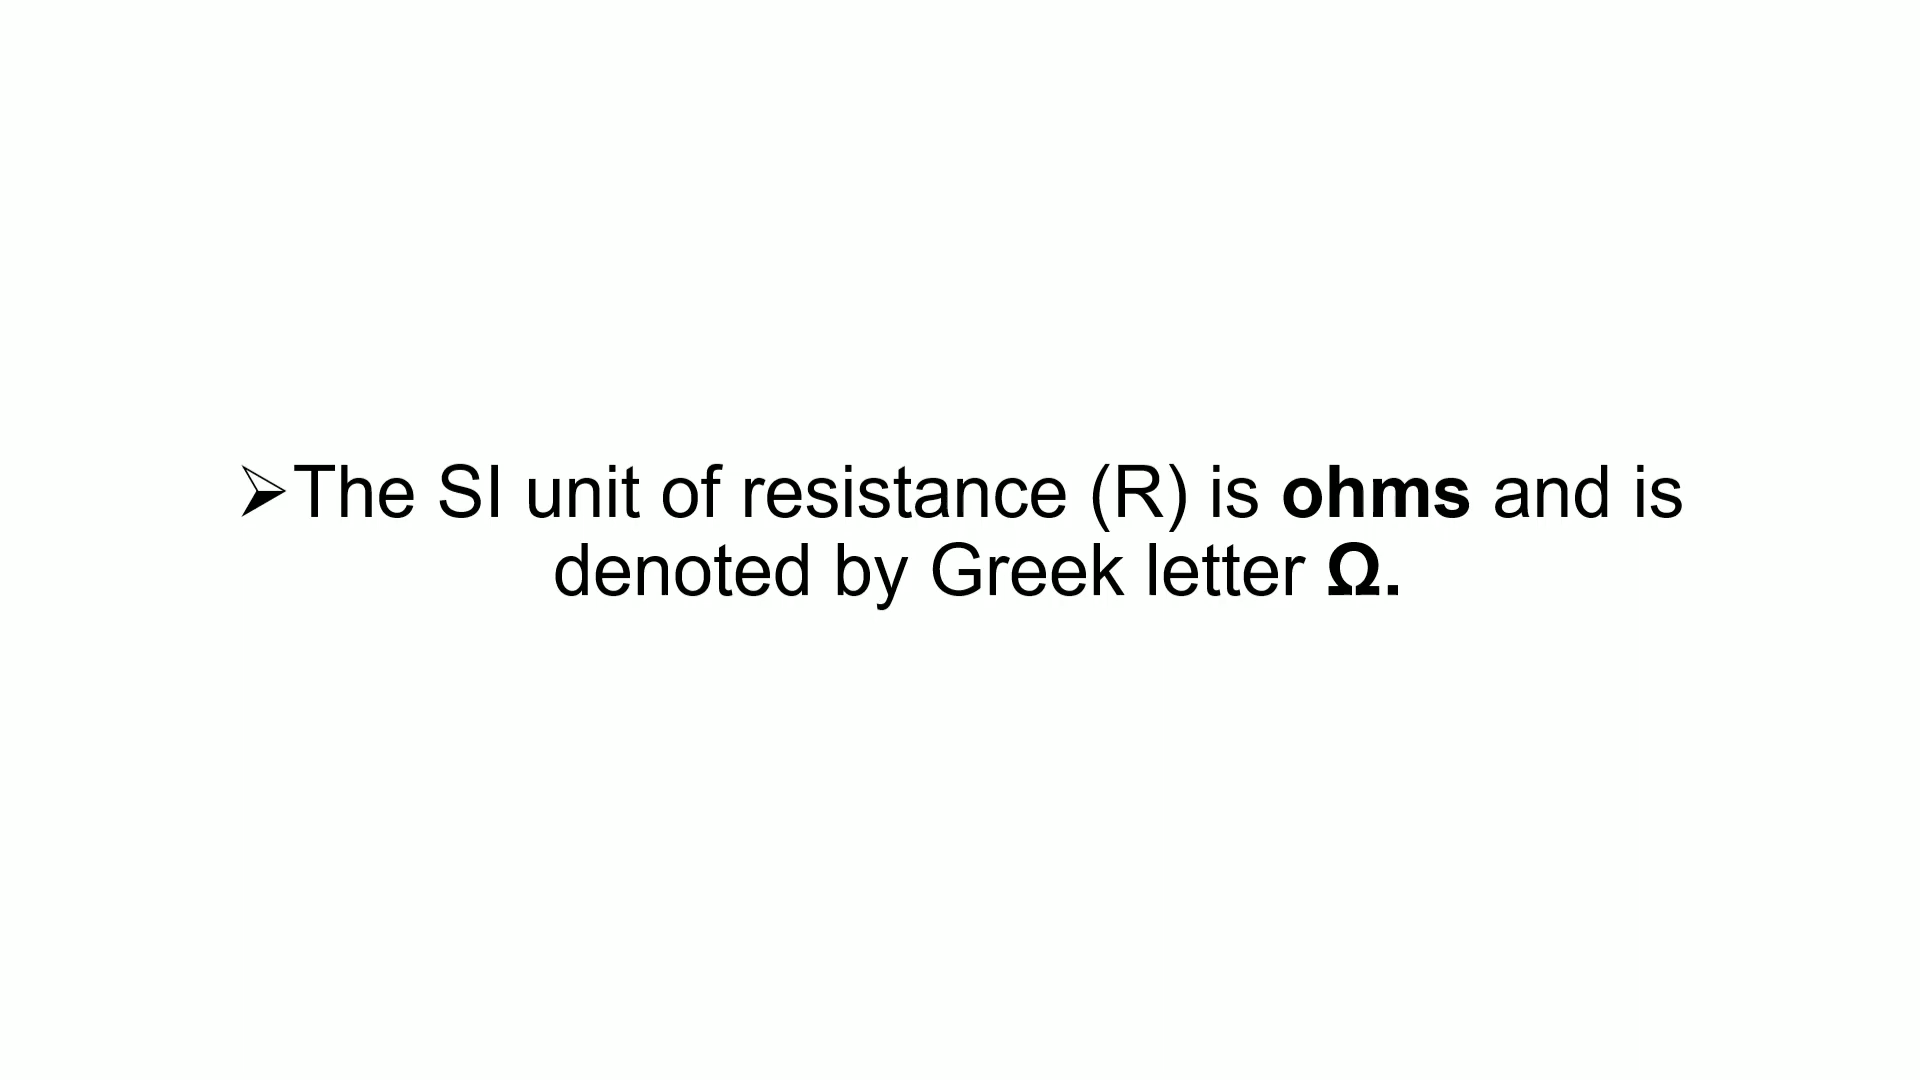 ➢The SI unit of resistance (R) is ohms and is
denoted by Greek letter Ω.